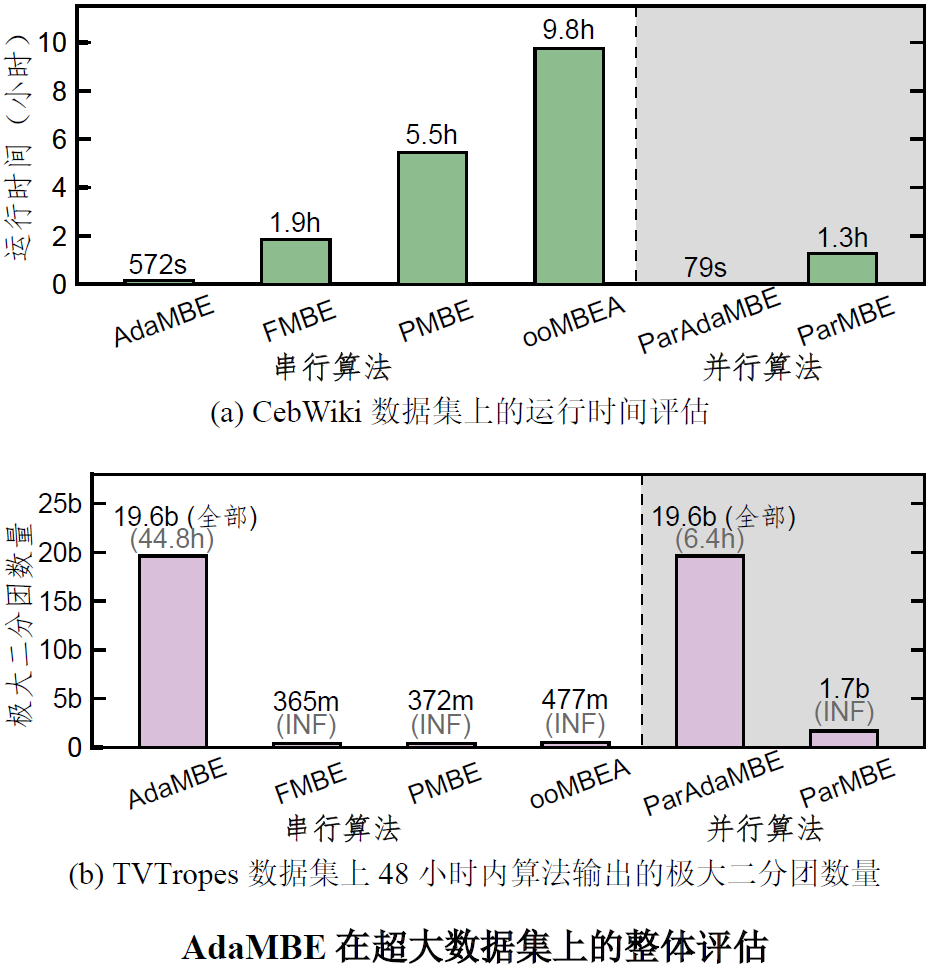 运行时间（小时）
10
8
6
4
2
0
572s
1.9h
5.5h
9.8h
79s
1.3h
AdaMBE
FMBE
PMBE
ooMBEA
ParAdaMBE
ParMBE
串行算法
并行算法
(a) CebWiki 数据集上的运行时间评估
极大二分团数量
25b
20b
15b
10b
5b
0
19.6b (全部)
(44.8h)
365m
(INF)
372m
(INF)
477m
(INF)
19.6b (全部)
(6.4h)
1.7b
(INF)
AdaMBE
FMBE
PMBE
ooMBEA
ParAdaMBE
ParMBE
串行算法
并行算法
(b) TVTropes 数据集上 48 小时内算法输出的极大二分团数量
AdaMBE 在超大数据集上的整体评估